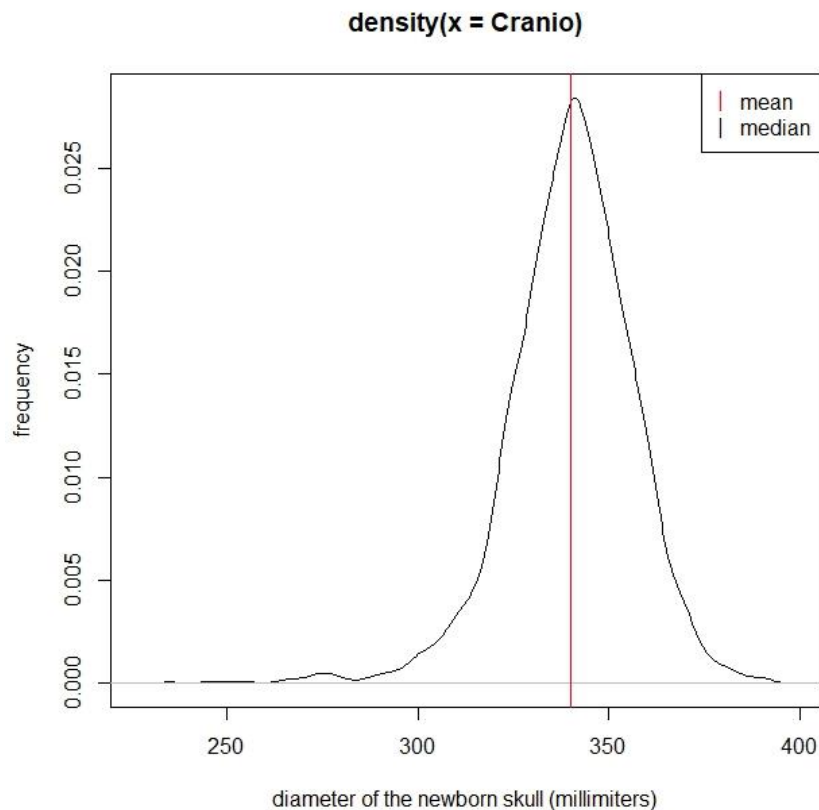 density(x = Cranio)
mean
median
frequency
0.025
0.020
0.015
0.010
0.005
0.000
250 300 350 400
diameter of the newborn skull (millimiters)